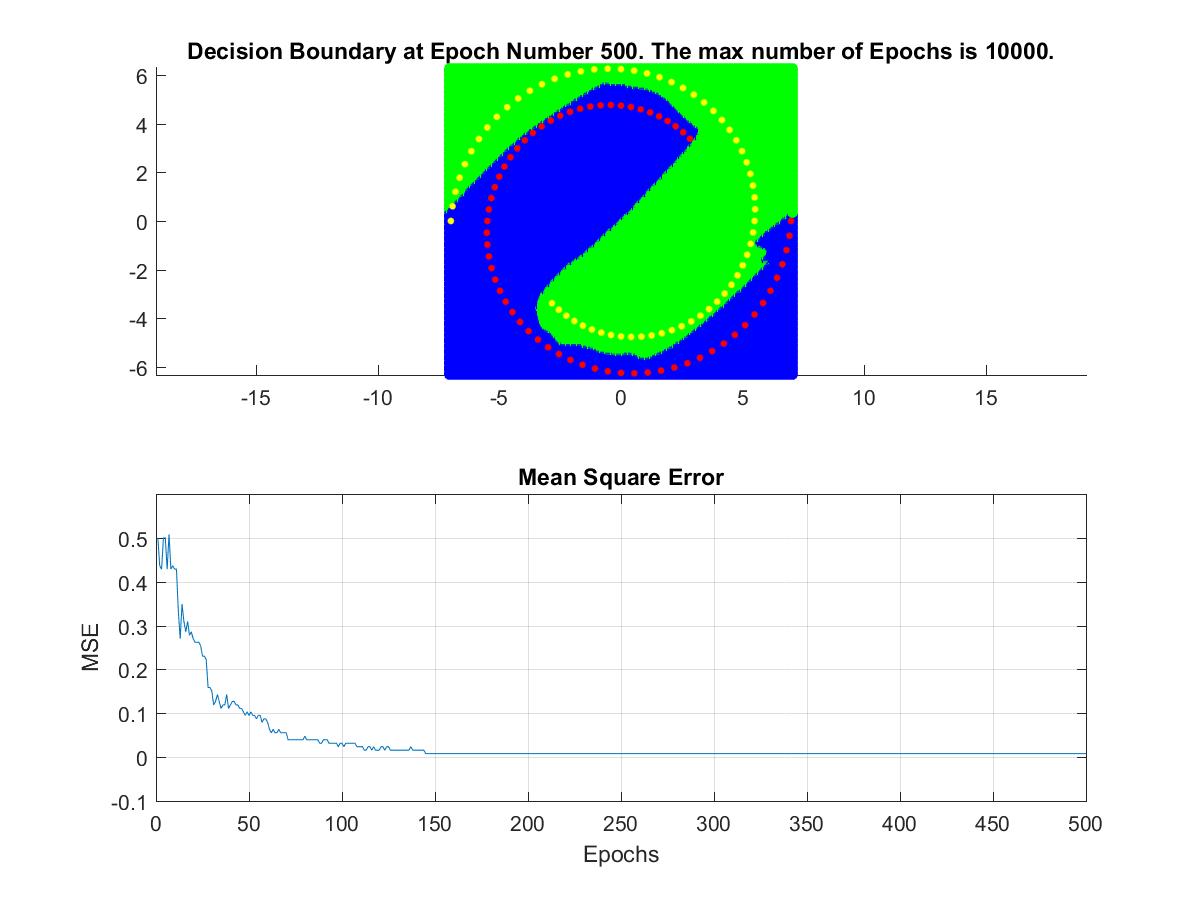 Decision Boundary at Epoch Number 500. The max number of Epochs is 10000.
6
4
2
0
-2
-4
-6
-15 -10 -5 0 5 10 15
Mean Square Error
0.5
0.4
0.3
0.2
0.1
0
-0.1
MSE
0 50 100 150 200 250 300 350 400 450 500
Epochs